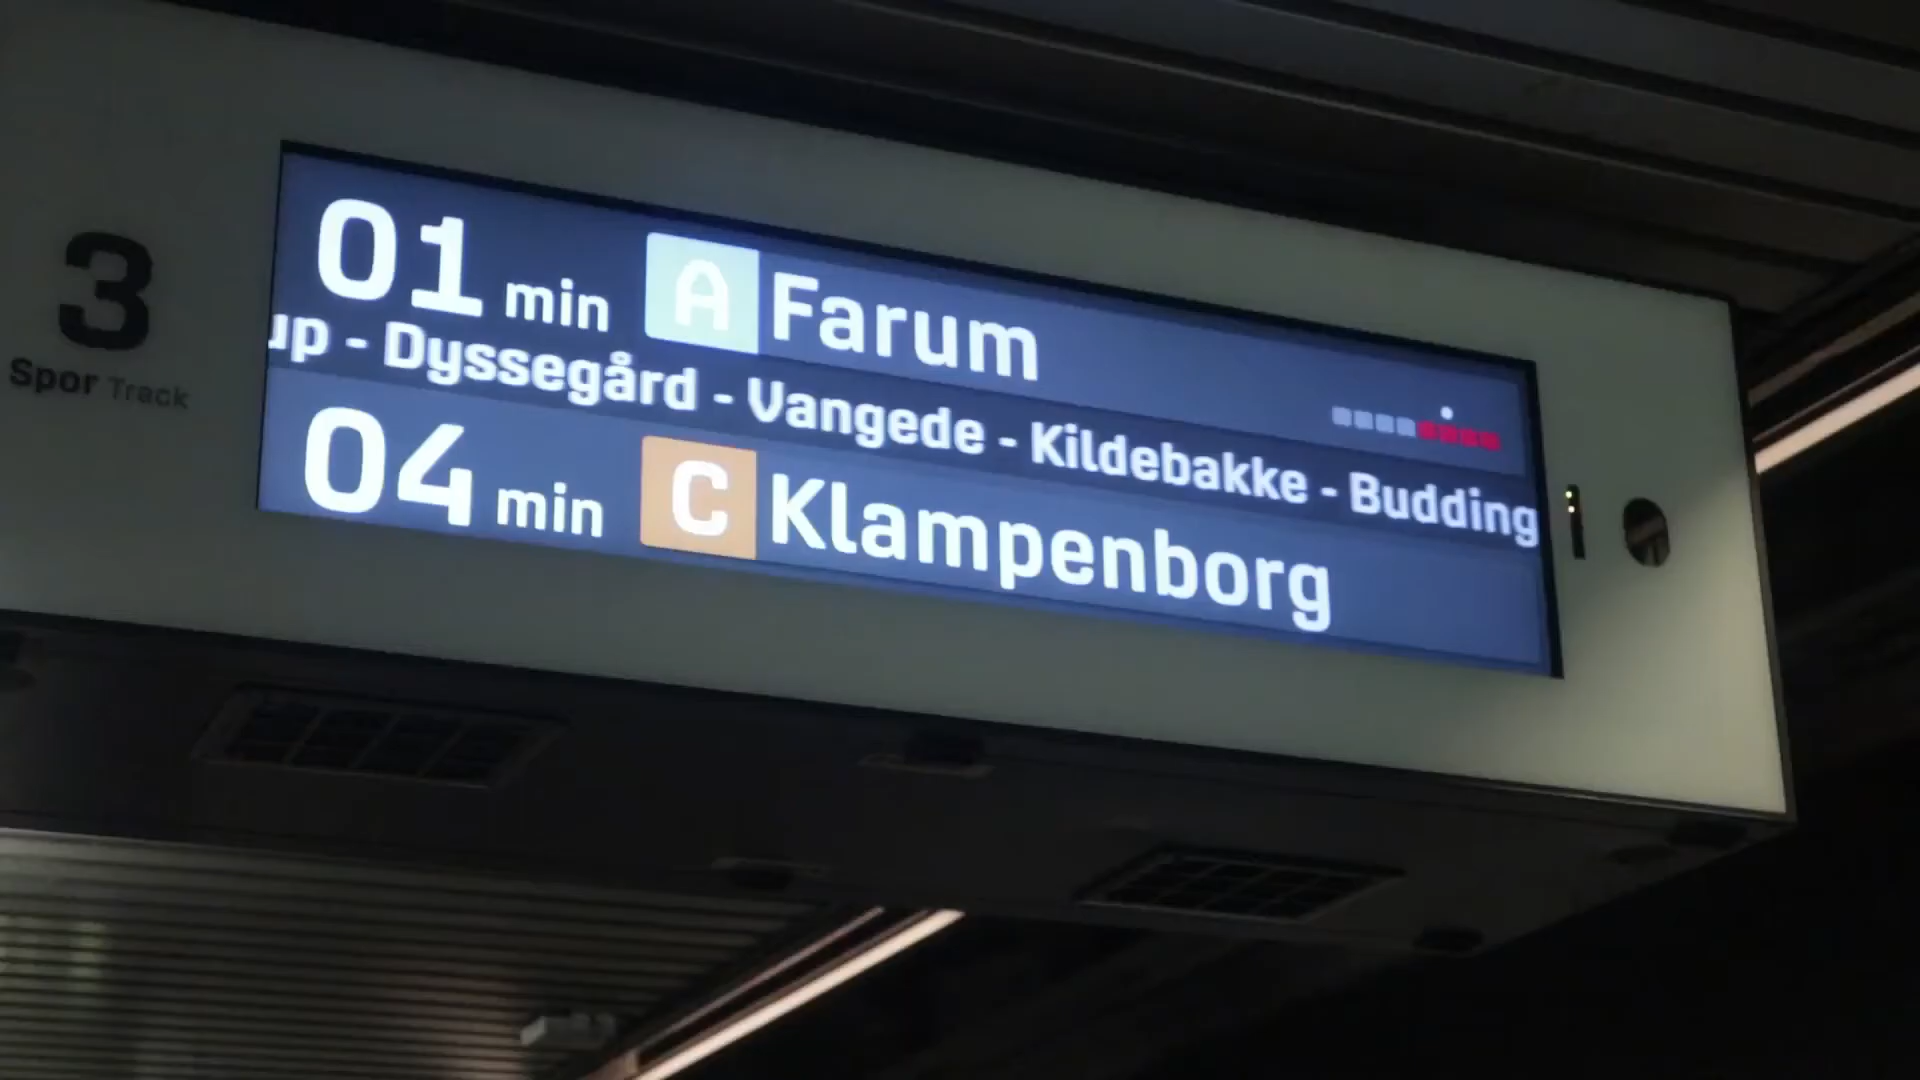 3
Spor Track
01 min A Farum
up - Dyssegård - Vangede - Kildebakke - Budding
04 min C Klampenborg